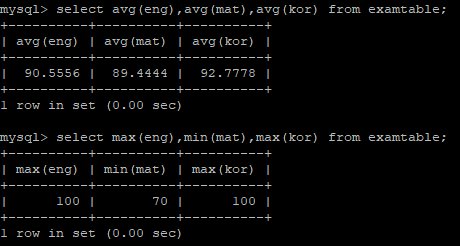 mysql> select avg(eng),avg(mat),avg(kor) from examtable;
+----------+----------+----------+
| avg(eng) | avg(mat) | avg(kor) |
+----------+----------+----------+
|  90.5556 |  89.4444 |  92.7778 |
+----------+----------+----------+
1 row in set (0.00 sec)

mysql> select max(eng),min(mat),max(kor) from examtable;
+----------+----------+----------+
| max(eng) | min(mat) | max(kor) |
+----------+----------+----------+
|      100 |       70 |      100 |
+----------+----------+----------+
1 row in set (0.00 sec)